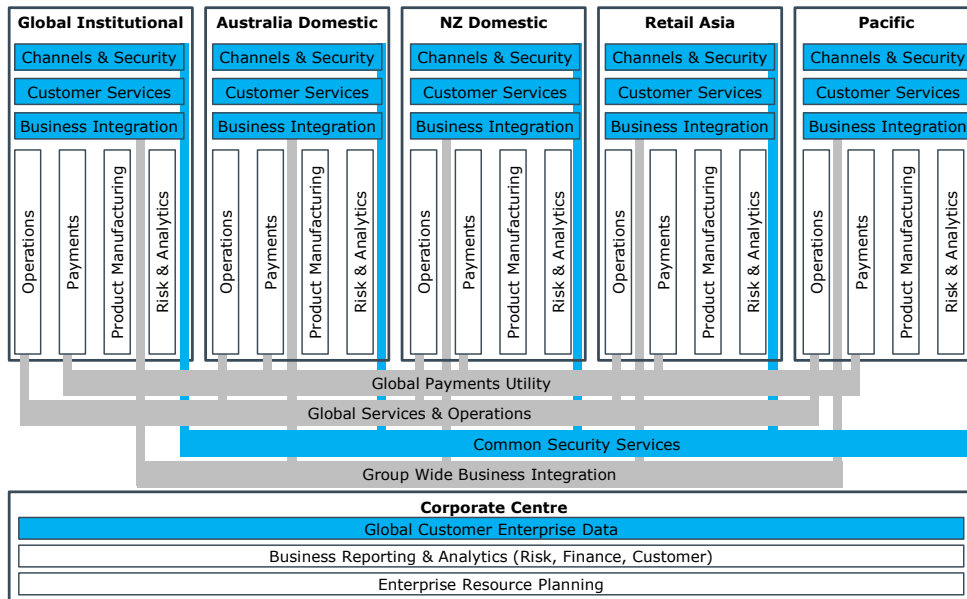 Global Institutional
Channels & Security
Customer Services
Business Integration
Operations
Payments
Product Manufacturing
Risk & Analytics
Australia Domestic
Channels & Security
Customer Services
Business Integration
Operations
Payments
Product Manufacturing
Risk & Analytics
NZ Domestic
Channels & Security
Customer Services
Business Integration
Operations
Payments
Product Manufacturing
Risk & Analytics
Retail Asia
Channels & Security
Customer Services
Business Integration
Operations
Payments
Product Manufacturing
Risk & Analytics
Pacific
Channels & Security
Customer Services
Business Integration
Operations
Payments
Product Manufacturing
Risk & Analytics
Global Payments Utility
Global Services & Operations
Common Security Services
Group Wide Business Integration
Corporate Centre
Global Customer Enterprise Data
Business Reporting & Analytics (Risk, Finance, Customer)
Enterprise Resource Planning